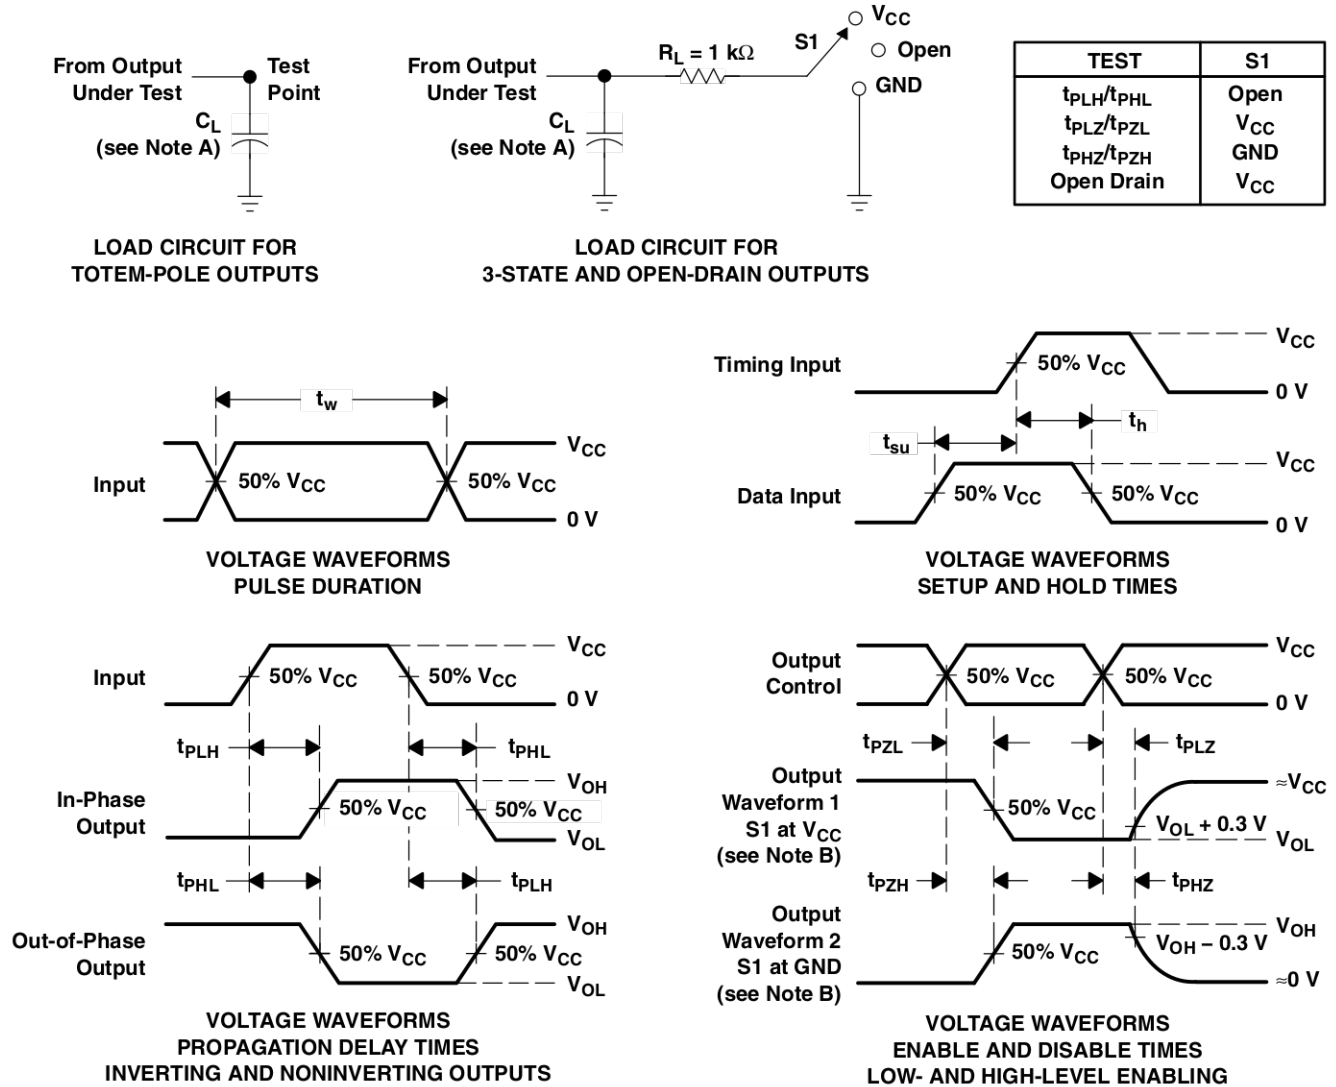 From Output
Under Test
Test
Point
CL
(see Note A)
LOAD CIRCUIT FOR
TOTEM-POLE OUTPUTS
From Output
Under Test
RL = 1 kΩ
S1
VCC
Open
GND
CL
(see Note A)
LOAD CIRCUIT FOR
3-STATE AND OPEN-DRAIN OUTPUTS
TEST S1
tPLH/tPHL Open
tPLZ/tPZL VCC
tPHZ/tPZH GND
Open Drain VCC
tw
Input
50% VCC
50% VCC
VCC
0 V
VOLTAGE WAVEFORMS
PULSE DURATION
Timing Input
50% VCC
VCC
0 V
th
tsu
Data Input
50% VCC
50% VCC
VCC
0 V
VOLTAGE WAVEFORMS
SETUP AND HOLD TIMES
Input
50% VCC
50% VCC
VCC
0 V
tPLH
tPHL
In-Phase
Output
50% VCC
50% VCC
VOH
VOL
tPHL
tPLH
Out-of-Phase
Output
50% VCC
50% VCC
VOH
VOL
VOLTAGE WAVEFORMS
PROPAGATION DELAY TIMES
INVERTING AND NONINVERTING OUTPUTS
Output
Control
50% VCC
50% VCC
VCC
0 V
tPZL
tPLZ
Output
Waveform 1
S1 at VCC
(see Note B)
50% VCC
VOL + 0.3 V
≈VCC
VOL
tPZH
tPHZ
Output
Waveform 2
S1 at GND
(see Note B)
50% VCC
VOH − 0.3 V
VOH
≈0 V
VOLTAGE WAVEFORMS
ENABLE AND DISABLE TIMES
LOW- AND HIGH-LEVEL ENABLING